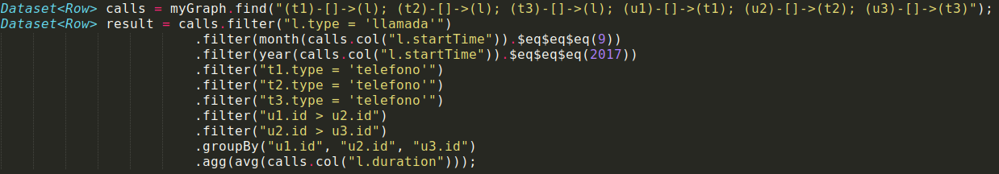 Dataset<Row> calls = myGraph.find("(t1)-[]->(l); (t2)-[]->(l); (t3)-[]->(l); (u1)-[]->(t1); (u2)-[]->(t2); (u3)-[]->(t3)");
Dataset<Row> result = calls.filter("l.type = 'llamada'")
.filter(month(calls.col("l.startTime")).$eq$eq$eq(9))
.filter(year(calls.col("l.startTime")).$eq$eq$eq(2017))
.filter("t1.type = 'telefono'")
.filter("t2.type = 'telefono'")
.filter("t3.type = 'telefono'")
.filter("u1.id > u2.id")
.filter("u2.id > u3.id")
.groupBy("u1.id", "u2.id", "u3.id")
.agg(avg(calls.col("l.duration")));